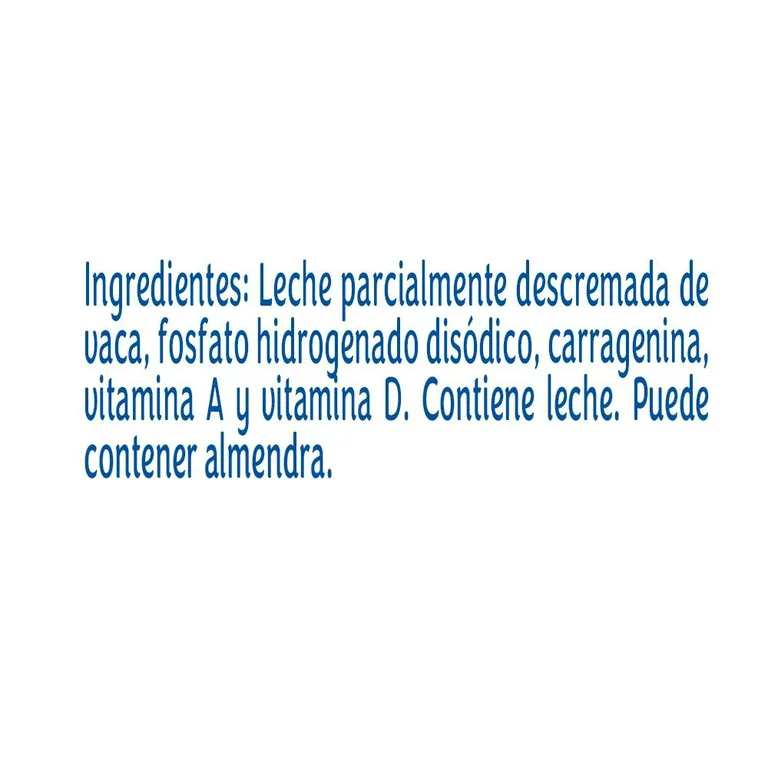 Ingredientes: Leche parcialmente descremada de
vaca, fosfato hidrogenado disódico, carragenina,
vitamina A y vitamina D. Contiene leche. Puede
contener almendra.